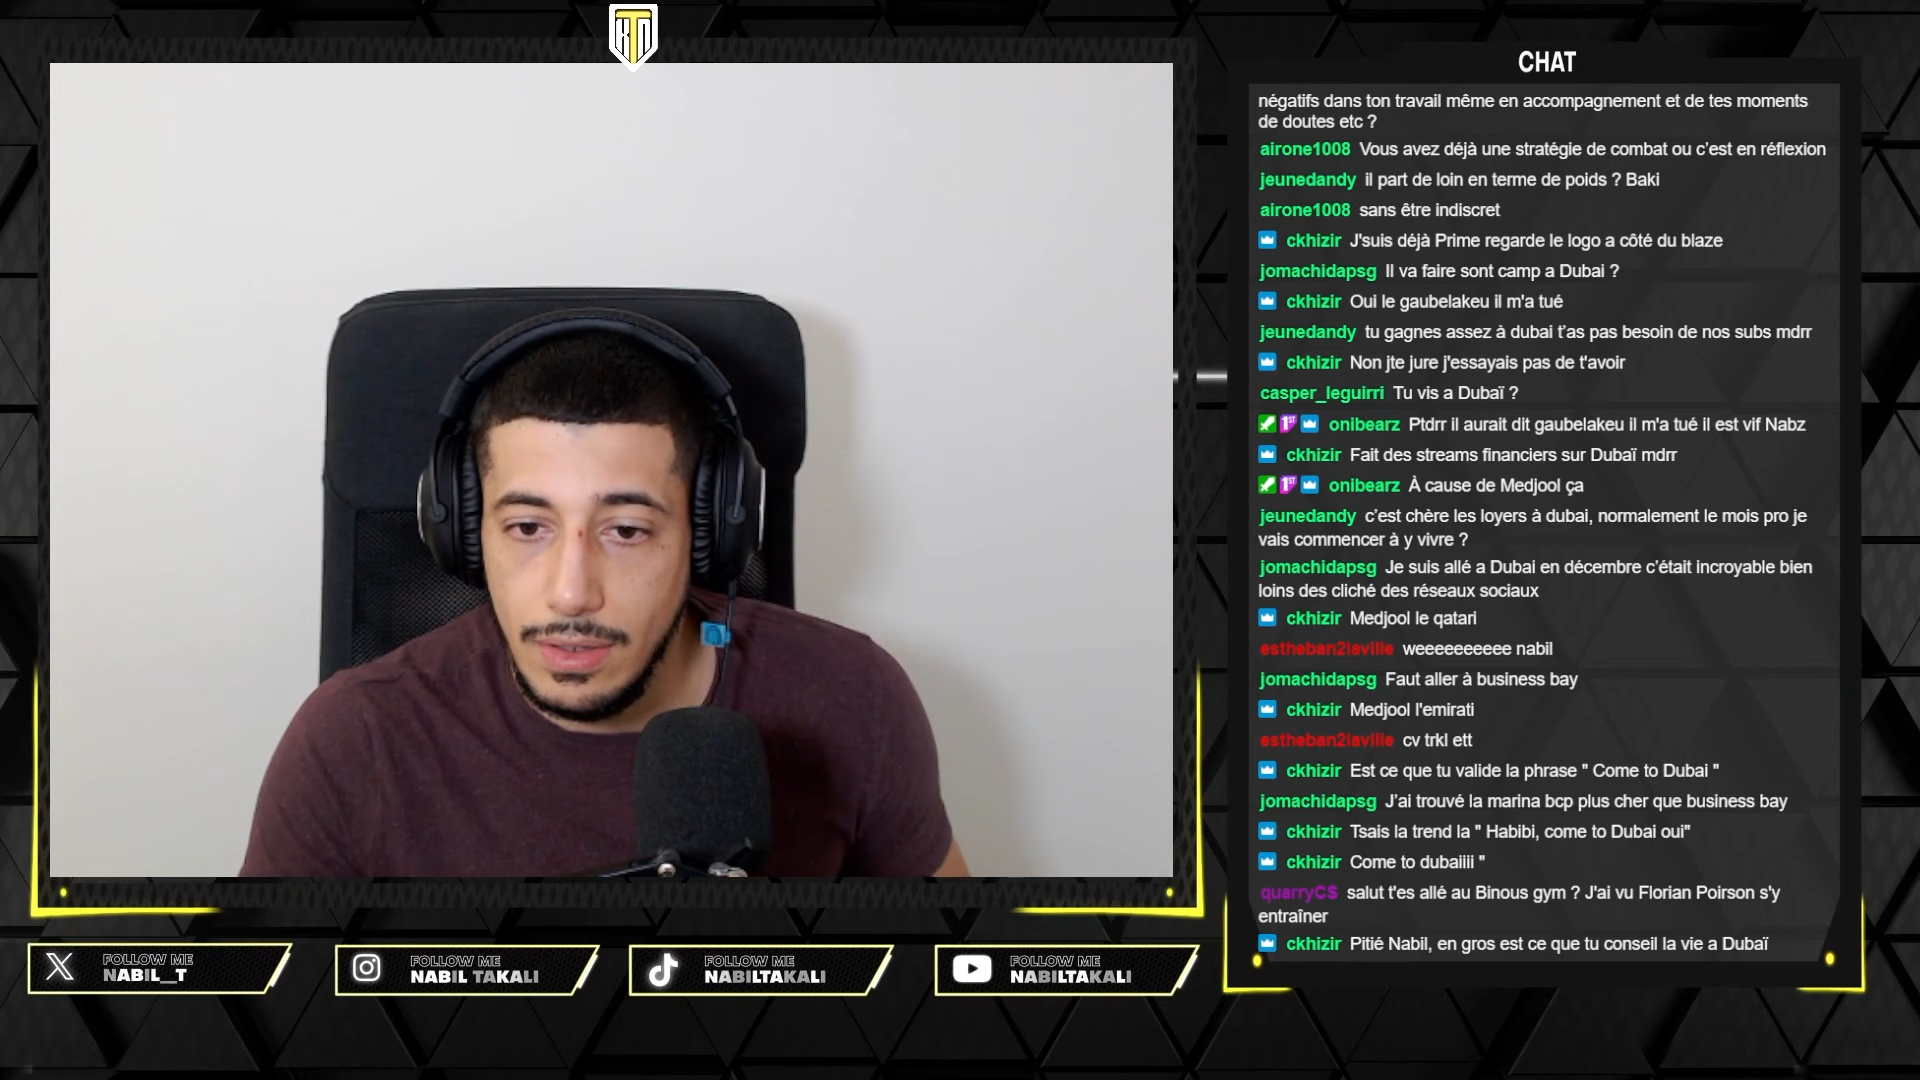 KTN
CHAT
négatifs dans ton travail même en accompagnement et de tes moments
de doutes etc ?
airone1008 Vous avez déjà une stratégie de combat ou c'est en réflexion
jeunedandy il part de loin en terme de poids ? Baki
airone1008 sans être indiscret
ckhizir J'suis déjà Prime regarde le logo a côté du blaze
jomachidapsg Il va faire sont camp a Dubai ?
ckhizir Oui le gaubelakeu il m'a tué
jeunedandy tu gagnes assez à dubai t'as pas besoin de nos subs mdrr
ckhizir Non jte jure j'essayais pas de t'avoir
casper_leguirri Tu vis a Dubaï ?
1ST onibearz Ptdrr il aurait dit gaubelakeu il m'a tué il est vif Nabz
ckhizir Fait des streams financiers sur Dubaï mdrr
1ST onibearz À cause de Medjool ça
jeunedandy c'est chère les loyers à dubai, normalement le mois pro je
vais commencer à y vivre ?
jomachidapsg Je suis allé a Dubai en décembre c'était incroyable bien
loins des cliché des réseaux sociaux
ckhizir Medjool le qatari
estheban2laville weeeeeeeeee nabil
jomachidapsg Faut aller à business bay
ckhizir Medjool l'emirati
estheban2laville cv trkl ett
ckhizir Est ce que tu valide la phrase " Come to Dubai "
jomachidapsg J'ai trouvé la marina bcp plus cher que business bay
ckhizir Tsais la trend la " Habibi, come to Dubai oui"
ckhizir Come to dubaiiii "
quarryCS salut t'es allé au Binous gym ? J'ai vu Florian Poirson s'y
entraîner
ckhizir Pitié Nabil, en gros est ce que tu conseil la vie a Dubaï
FOLLOW ME
NABIL__T
FOLLOW ME
NABIL TAKALI
FOLLOW ME
NABILTAKALI
FOLLOW ME
NABILTAKALI